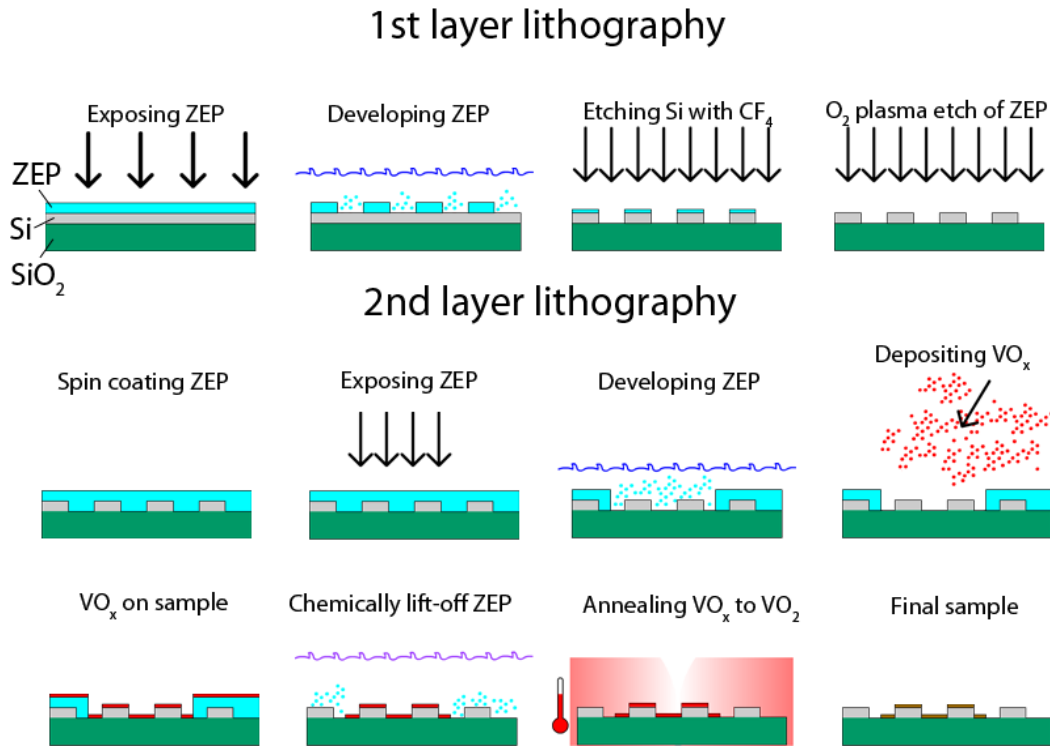 1st layer lithography
Exposing ZEP
Developing ZEP
Etching Si with CF₄
O₂ plasma etch of ZEP
ZEP
Si
SiO₂
2nd layer lithography
Spin coating ZEP
Exposing ZEP
Developing ZEP
Depositing VOₓ
VOₓ on sample
Chemically lift-off ZEP
Annealing VOₓ to VO₂
Final sample